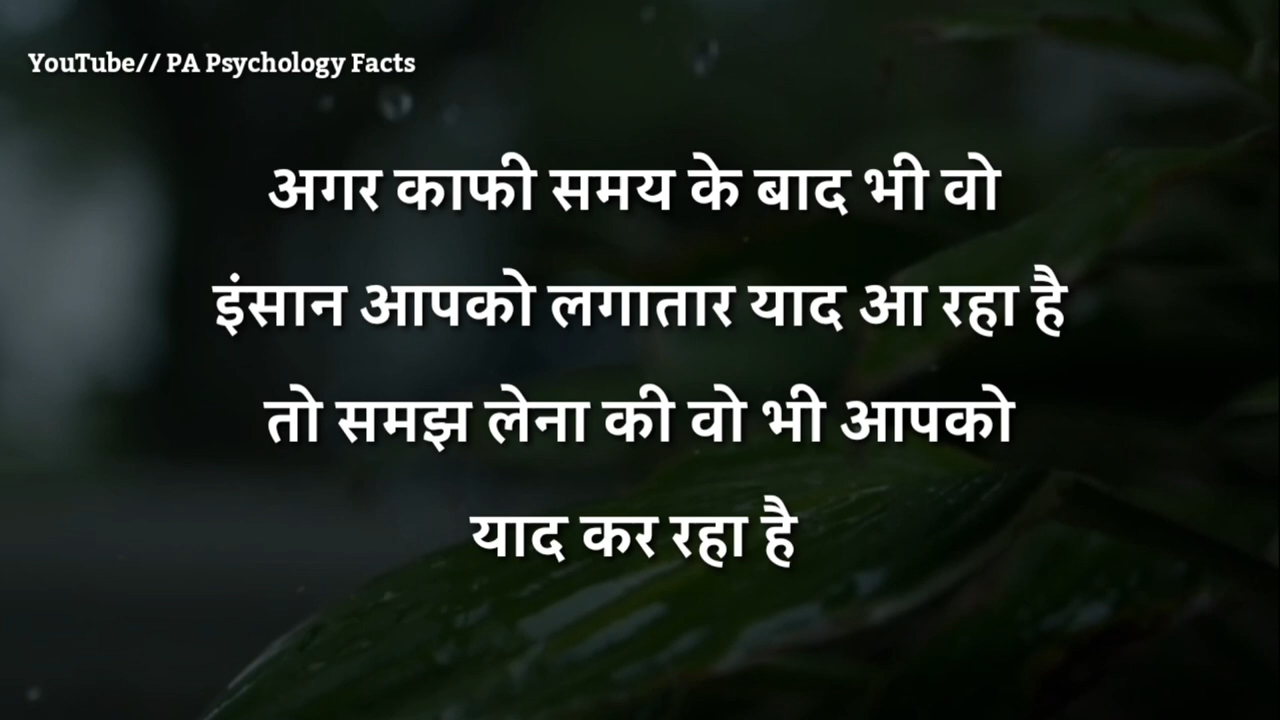 YouTube// PA Psychology Facts
अगर काफी समय के बाद भी वो
इंसान आपको लगातार याद आ रहा है
तो समझ लेना की वो भी आपको
याद कर रहा है